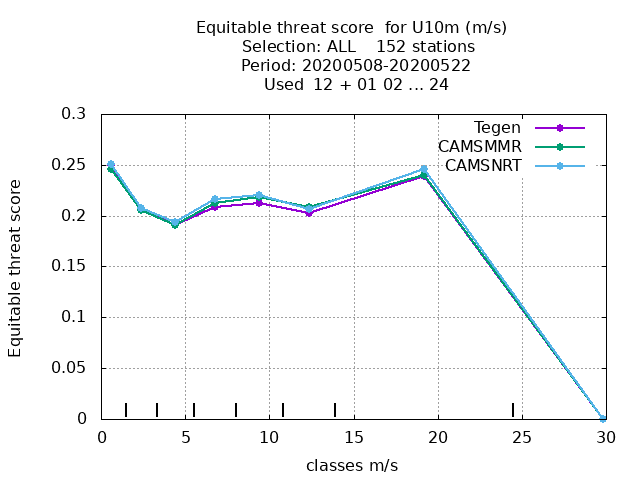 Equitable threat score  for U10m (m/s)
Selection: ALL    152 stations
Period: 20200508-20200522
Used  12 + 01 02 ... 24
Equitable threat score
0.3
0.25
0.2
0.15
0.1
0.05
0
Tegen
CAMSMMR
CAMSNRT
0 5 10 15 20 25 30
classes m/s